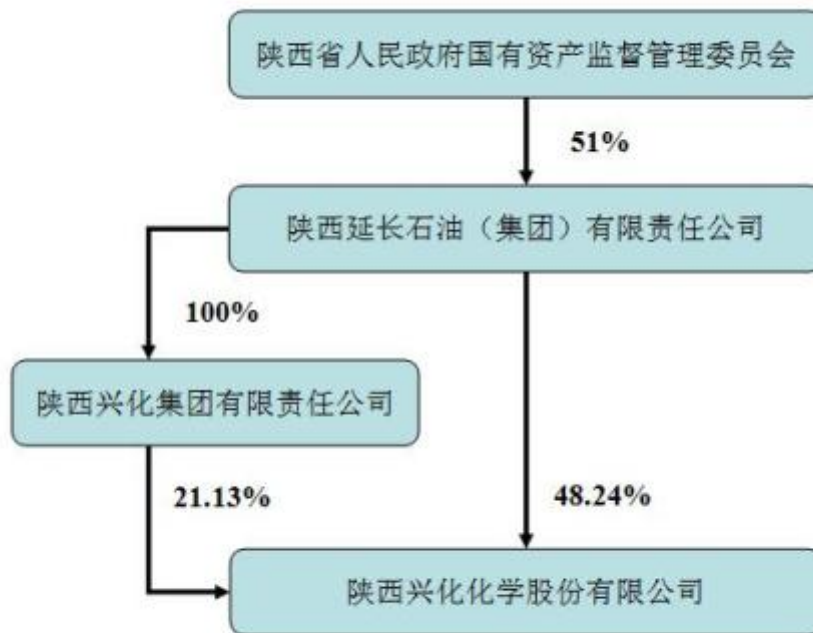 陕西省人民政府国有资产监督管理委员会
51%
陕西延长石油（集团）有限责任公司
100%
陕西兴化集团有限责任公司
21.13%
48.24%
陕西兴化化学股份有限公司